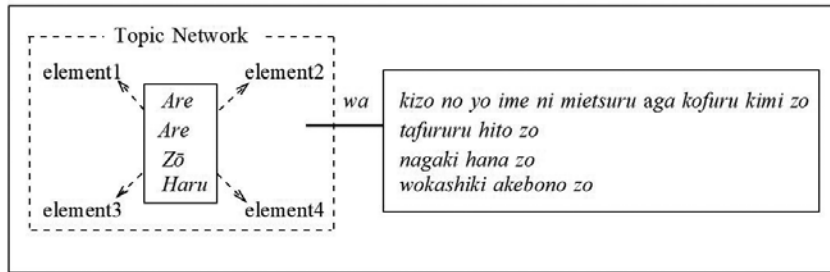 Topic Network
element1 element2
Are
Are
Zō
Haru
element3 element4
wa
kizo no yo ime ni mietsuru aga kofuru kimi zo
tafururu hito zo
nagaki hana zo
wokashiki akebono zo